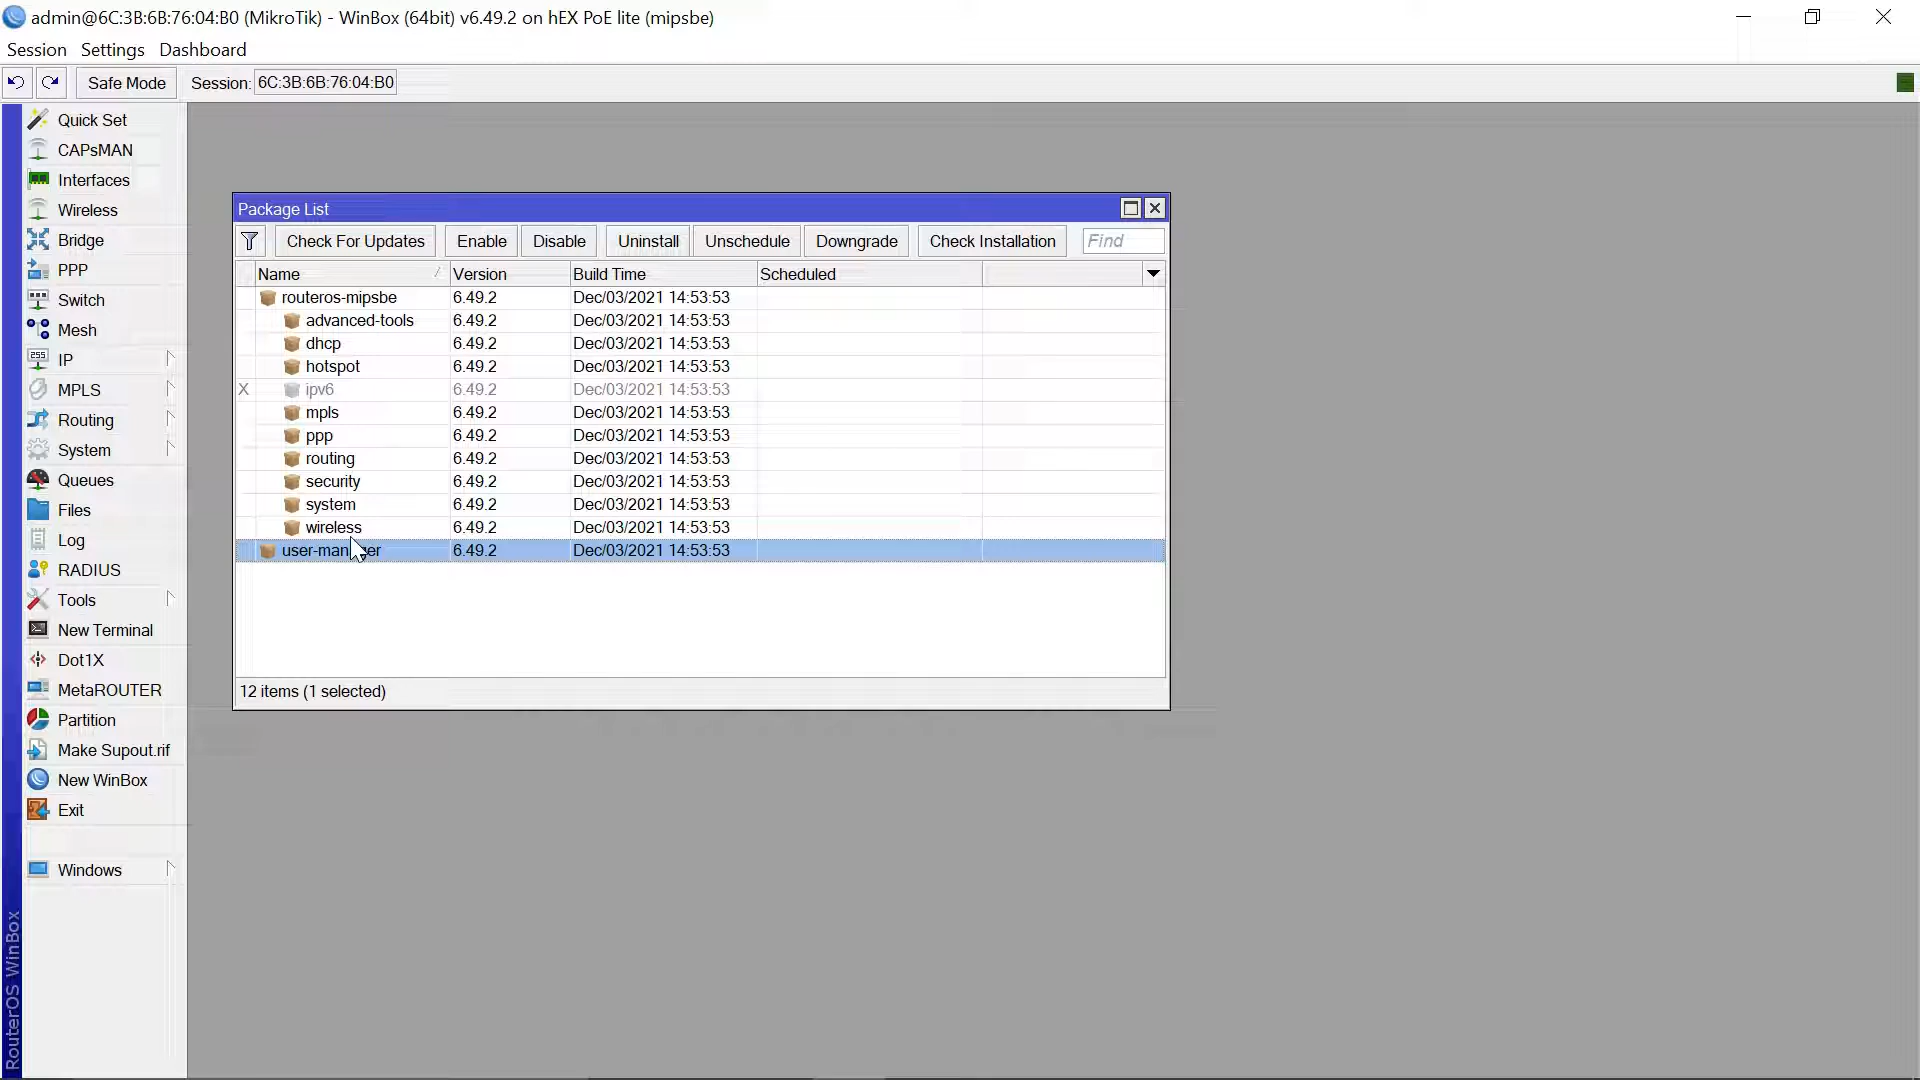 admin@6C:3B:6B:76:04:B0 (MikroTik) - WinBox (64bit) v6.49.2 on hEX PoE lite (mipsbe)
Session Settings Dashboard
Safe Mode Session: 6C:3B:6B:76:04:B0
Quick Set
CAPsMAN
Interfaces
Wireless
Bridge
PPP
Switch
Mesh
255 IP
MPLS
Routing
System
Queues
Files
Log
RADIUS
Tools
New Terminal
Dot1X
MetaROUTER
Partition
Make Supout.rif
New WinBox
Exit
Windows
RouterOS WinBox
Package List
Check For Updates Enable Disable Uninstall Unschedule Downgrade Check Installation Find
Name Version Build Time Scheduled
routeros-mipsbe 6.49.2 Dec/03/2021 14:53:53
advanced-tools 6.49.2 Dec/03/2021 14:53:53
dhcp 6.49.2 Dec/03/2021 14:53:53
hotspot 6.49.2 Dec/03/2021 14:53:53
X ipv6 6.49.2 Dec/03/2021 14:53:53
mpls 6.49.2 Dec/03/2021 14:53:53
ppp 6.49.2 Dec/03/2021 14:53:53
routing 6.49.2 Dec/03/2021 14:53:53
security 6.49.2 Dec/03/2021 14:53:53
system 6.49.2 Dec/03/2021 14:53:53
wireless 6.49.2 Dec/03/2021 14:53:53
user-manager 6.49.2 Dec/03/2021 14:53:53
12 items (1 selected)